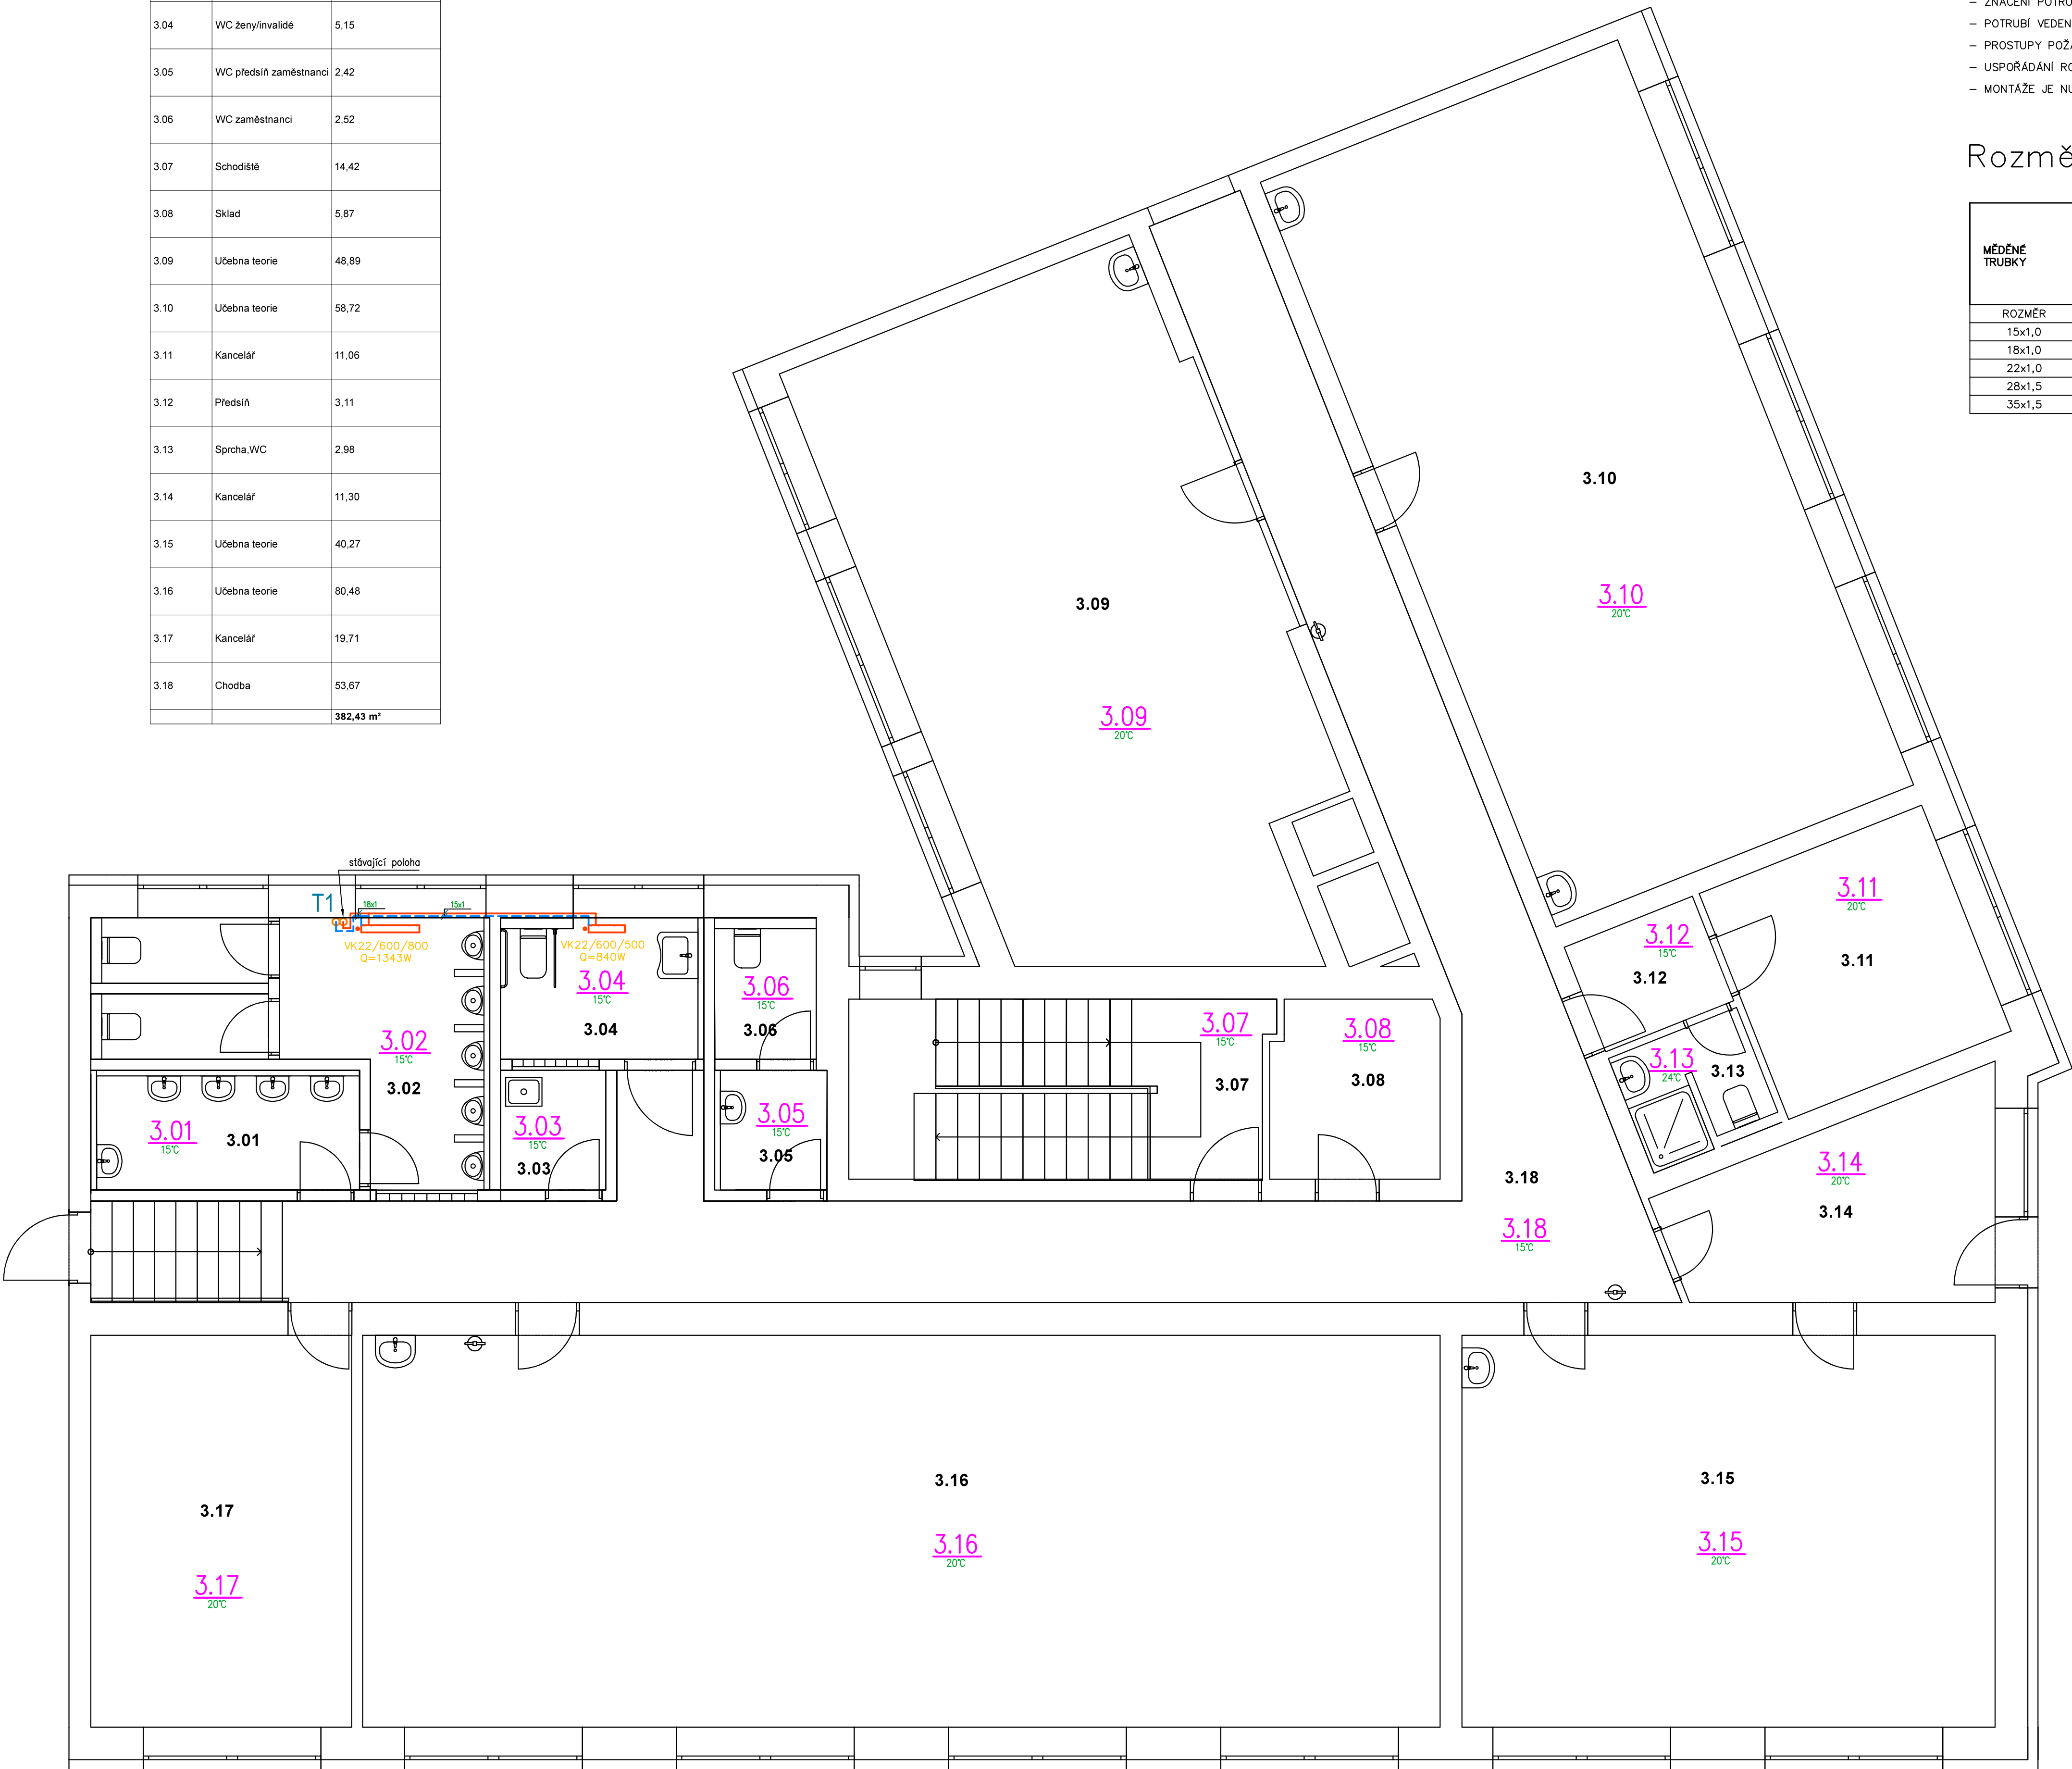 3.04 WC ženy/invalidé 5,15
3.05 WC předsíň zaměstnanci 2,42
3.06 WC zaměstnanci 2,52
3.07 Schodiště 14,42
3.08 Sklad 5,87
3.09 Učebna teorie 48,89
3.10 Učebna teorie 58,72
3.11 Kancelář 11,06
3.12 Předsíň 3,11
3.13 Sprcha,WC 2,98
3.14 Kancelář 11,30
3.15 Učebna teorie 40,27
3.16 Učebna teorie 80,48
3.17 Kancelář 19,71
3.18 Chodba 53,67
382,43 m²
– POTRUBÍ VEDEN
– PROSTUPY POŽ
– USPOŘÁDÁNÍ
– MONTÁŽE JE
Rozmě
MĚDĚNÉ
TRUBKY
ROZMĚR
15x1,0
18x1,0
22x1,0
28x1,5
35x1,5
3.10
3.10
20°C
3.09
3.09
20°C
stávající poloha
T1
18x1
15x1
VK22/600/800
Q=1343W
VK22/600/500
Q=840W
3.04
15°C
3.04
3.06
15°C
3.06
3.02
15°C
3.02
3.01
15°C
3.01
3.03
15°C
3.03
3.05
15°C
3.05
3.07
15°C
3.07
3.08
15°C
3.08
3.11
20°C
3.11
3.12
15°C
3.12
3.13
24°C
3.13
3.14
20°C
3.14
3.18
3.18
15°C
3.17
3.17
20°C
3.16
3.16
20°C
3.15
3.15
20°C